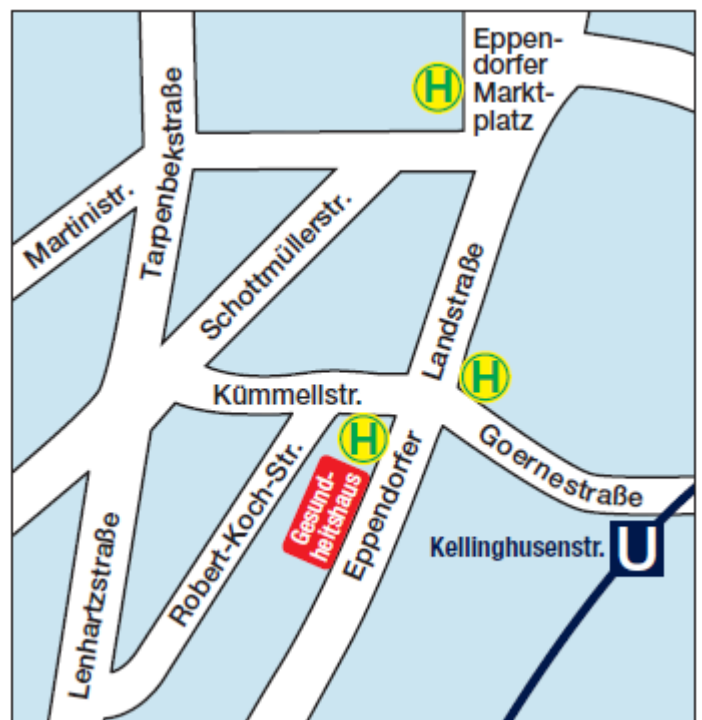 Eppen-
dorfer
Markt-
platz
H
Tarpenbekstraße
Martinistr.
Schottmüllerstr.
Landstraße
H
Kümmellstr.
H
Goernestraße
Gesund-
heitshaus
Eppendorfer
Robert-Koch-Str.
Kellinghusenstr.
U
Lenhartzstraße